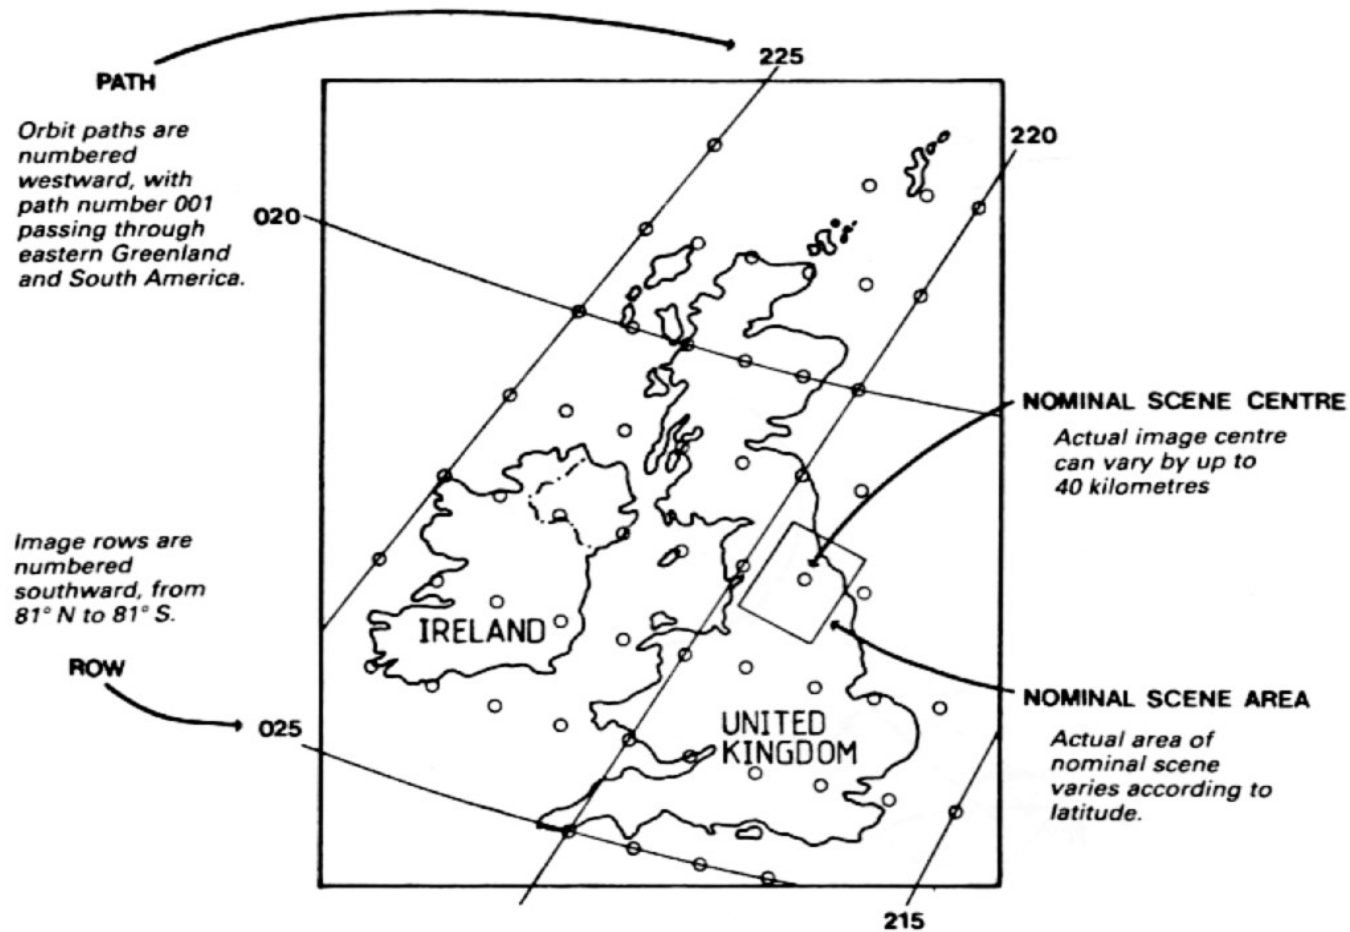 225
PATH
220
Orbit paths are
numbered
westward, with
path number 001
passing through
eastern Greenland
and South America.
020
NOMINAL SCENE CENTRE
Actual image centre
can vary by up to
40 kilometres
Image rows are
numbered
southward, from
81° N to 81° S.
ROW
IRELAND
NOMINAL SCENE AREA
025
UNITED
KINGDOM
Actual area of
nominal scene
varies according to
latitude.
215